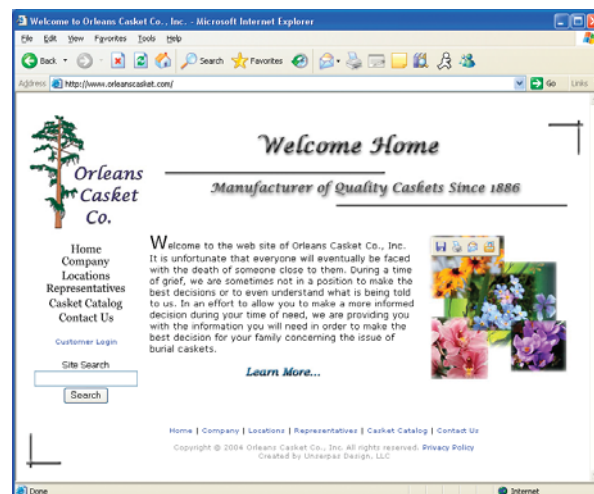 Welcome to Orleans Casket Co., Inc. - Microsoft Internet Explorer
File Edit View Favorites Tools Help
Back Search Favorites
Address http://www.orleanscasket.com/ Go Links
Orleans
Casket
Co.
Welcome Home
Manufacturer of Quality Caskets Since 1886
Home
Company
Locations
Representatives
Casket Catalog
Contact Us
Customer Login
Site Search
Search
Welcome to the web site of Orleans Casket Co., Inc.
It is unfortunate that everyone will eventually be faced
with the death of someone close to them. During a time
of grief, we are sometimes not in a position to make the
best decisions or to even understand what is being told
to us. In an effort to allow you to make a more informed
decision during your time of need, we are providing you
with the information you will need in order to make the
best decision for your family concerning the issue of
burial caskets.
Learn More...
Home | Company | Locations | Representatives | Casket Catalog | Contact Us
Copyright @ 2004 Orleans Casket Co., Inc. All rights reserved. Privacy Policy
Created by Unserpas Design, LLC
Done Internet